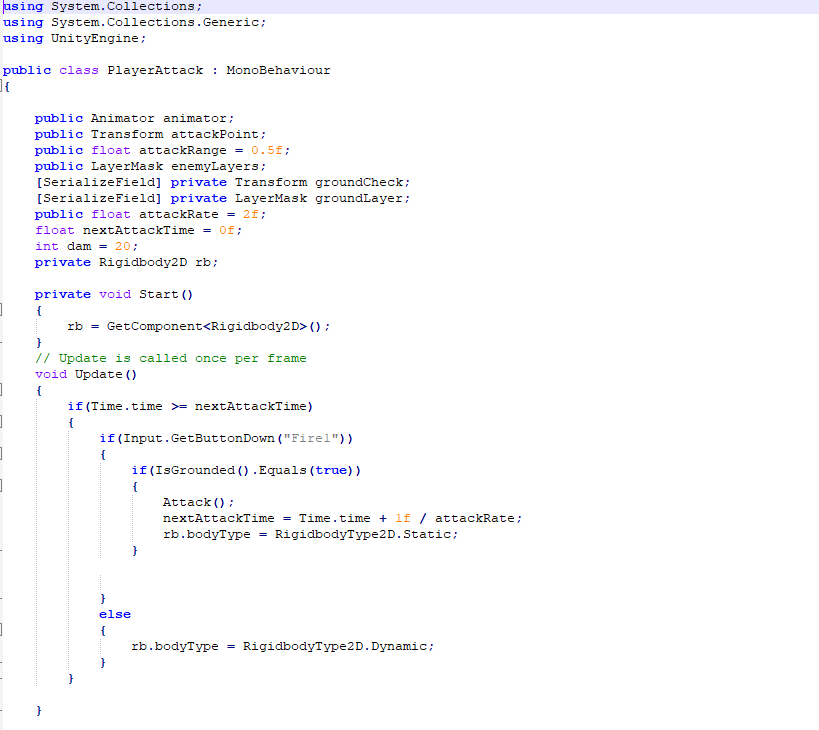 using System.Collections;
using System.Collections.Generic;
using UnityEngine;

public class PlayerAttack : MonoBehaviour
{

    public Animator animator;
    public Transform attackPoint;
    public float attackRange = 0.5f;
    public LayerMask enemyLayers;
    [SerializeField] private Transform groundCheck;
    [SerializeField] private LayerMask groundLayer;
    public float attackRate = 2f;
    float nextAttackTime = 0f;
    int dam = 20;
    private Rigidbody2D rb;

    private void Start()
    {
        rb = GetComponent<Rigidbody2D>();
    }
    // Update is called once per frame
    void Update()
    {
        if(Time.time >= nextAttackTime)
        {
            if(Input.GetButtonDown("Fire1"))
            {
                if(IsGrounded().Equals(true))
                {
                    Attack();
                    nextAttackTime = Time.time + 1f / attackRate;
                    rb.bodyType = RigidbodyType2D.Static;
                }


            }
            else
            {
                rb.bodyType = RigidbodyType2D.Dynamic;
            }
        }

    }